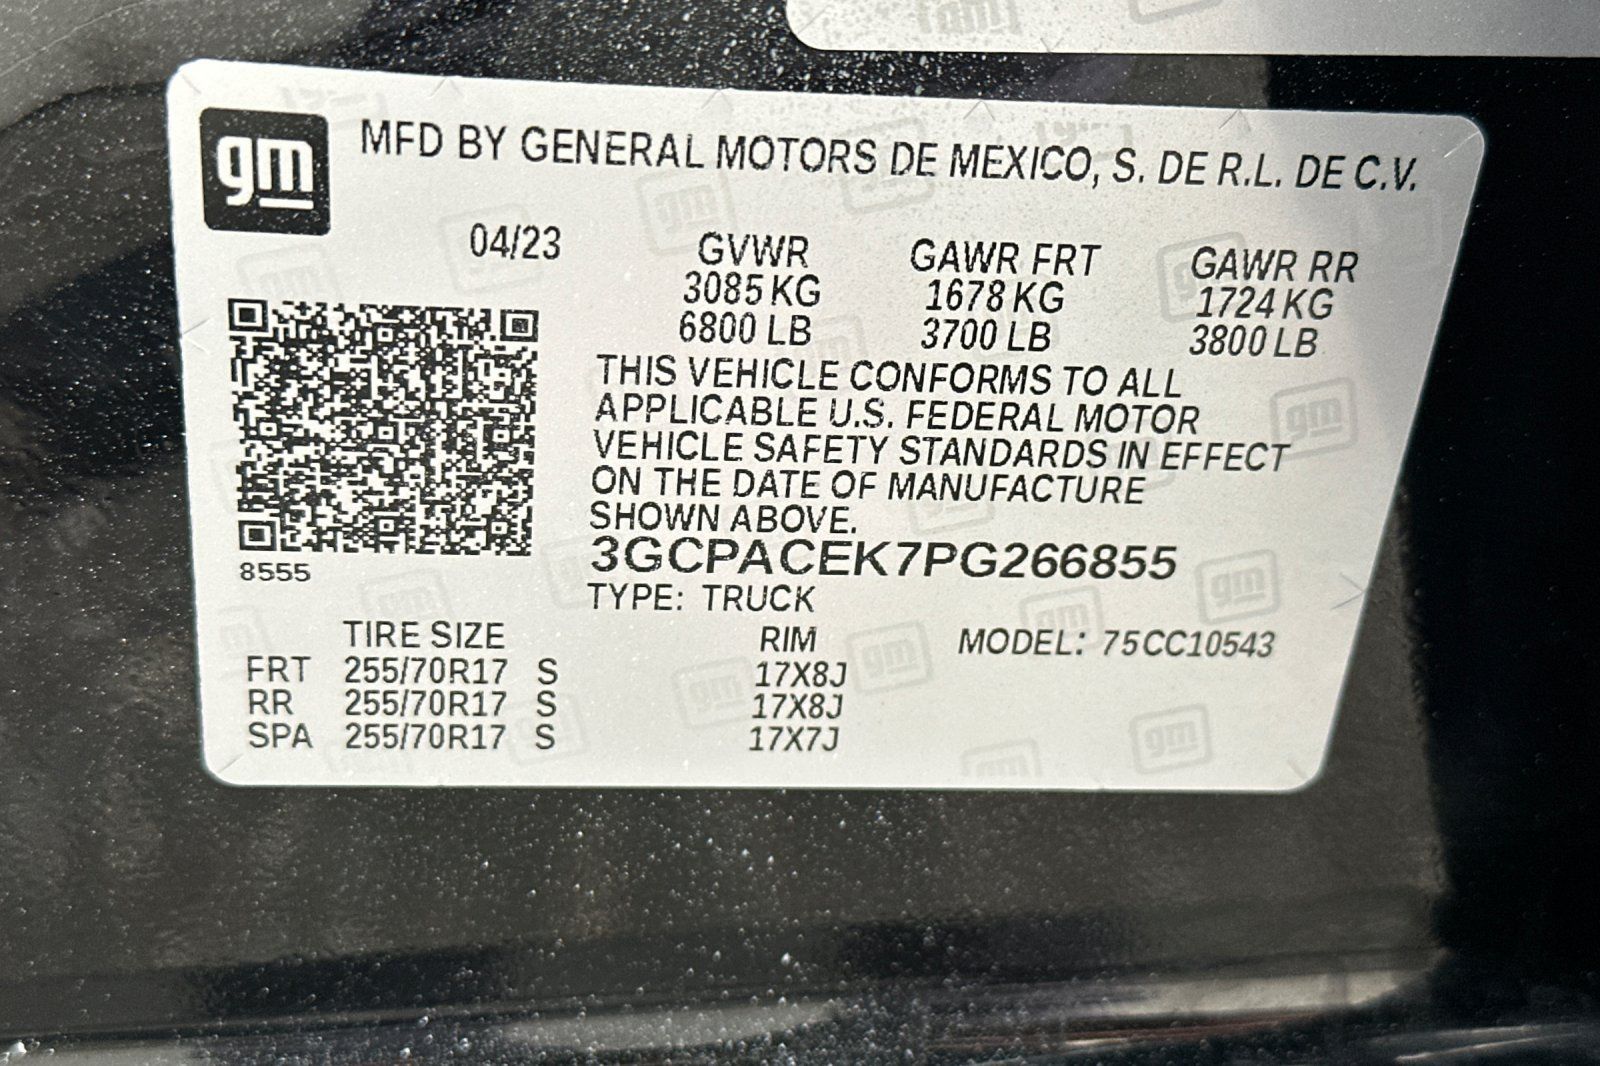 gm
MFD BY GENERAL MOTORS DE MEXICO, S. DE R.L. DE C.V.
04/23 GVWR GAWR FRT GAWR RR
3085 KG 1678 KG 1724 KG
6800 LB 3700 LB 3800 LB
THIS VEHICLE CONFORMS TO ALL
APPLICABLE U.S. FEDERAL MOTOR
VEHICLE SAFETY STANDARDS IN EFFECT
ON THE DATE OF MANUFACTURE
SHOWN ABOVE.
8555 3GCPACEK7PG266855
TYPE: TRUCK
TIRE SIZE RIM MODEL: 75CC10543
FRT 255/70R17 S 17X8J
RR 255/70R17 S 17X8J
SPA 255/70R17 S 17X7J